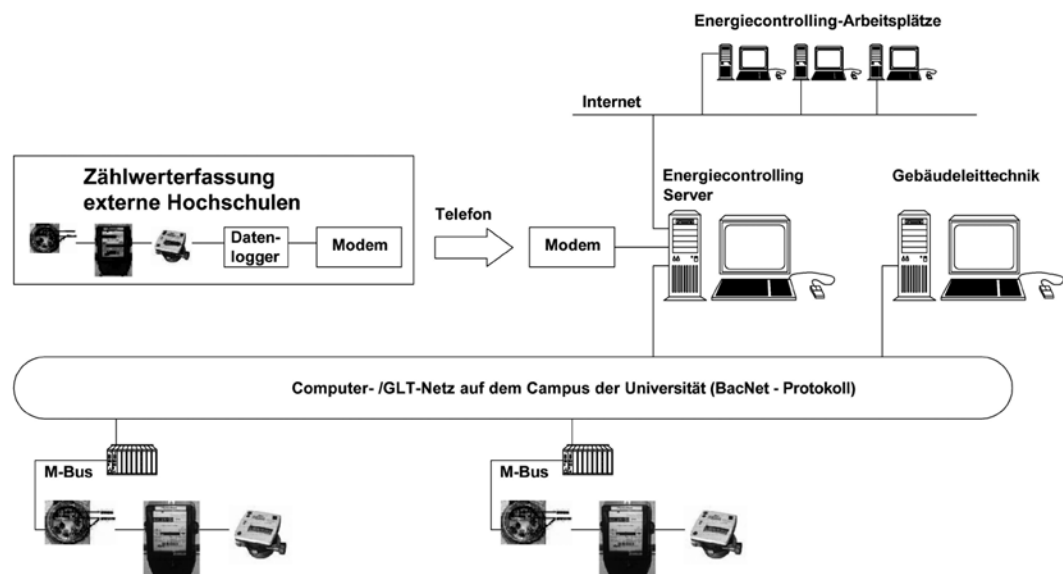 Energiecontrolling-Arbeitsplätze
Internet
Zählwerterfassung
externe Hochschulen
Daten-
logger
Modem
Telefon
Modem
Energiecontrolling
Server
Gebäudeleittechnik
Computer- /GLT-Netz auf dem Campus der Universität (BacNet - Protokoll)
M-Bus
M-Bus